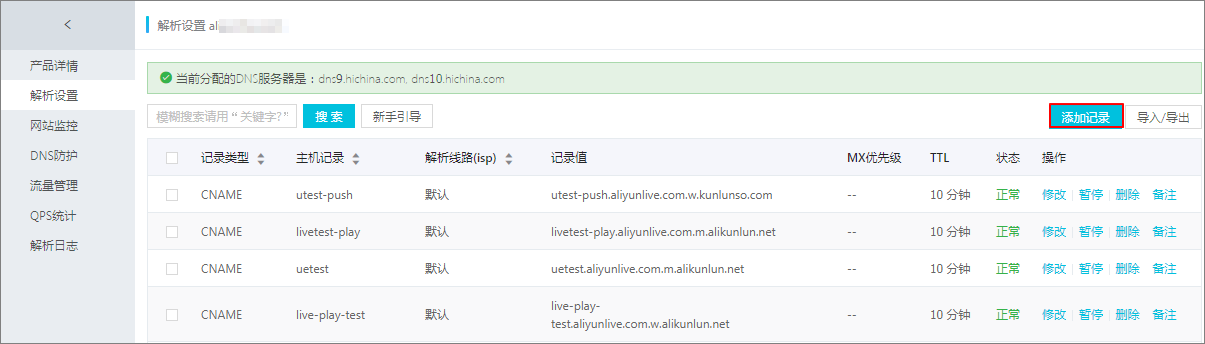 解析设置 al
产品详情
解析设置
网站监控
DNS防护
流量管理
QPS统计
解析日志
当前分配的DNS服务器是：dns9.hichina.com, dns10.hichina.com
模糊搜索请用“关键字?” 搜 索 新手引导 添加记录 导入/导出
记录类型 主机记录 解析线路(isp) 记录值 MX优先级 TTL 状态 操作
CNAME utest-push 默认 utest-push.aliyunlive.com.w.kunlunso.com -- 10 分钟 正常 修改 暂停 删除 备注
CNAME livetest-play 默认 livetest-play.aliyunlive.com.m.alikunlun.net -- 10 分钟 正常 修改 暂停 删除 备注
CNAME uetest 默认 uetest.aliyunlive.com.m.alikunlun.net -- 10 分钟 正常 修改 暂停 删除 备注
CNAME live-play-test 默认 live-play-
test.aliyunlive.com.w.alikunlun.net -- 10 分钟 正常 修改 暂停 删除 备注